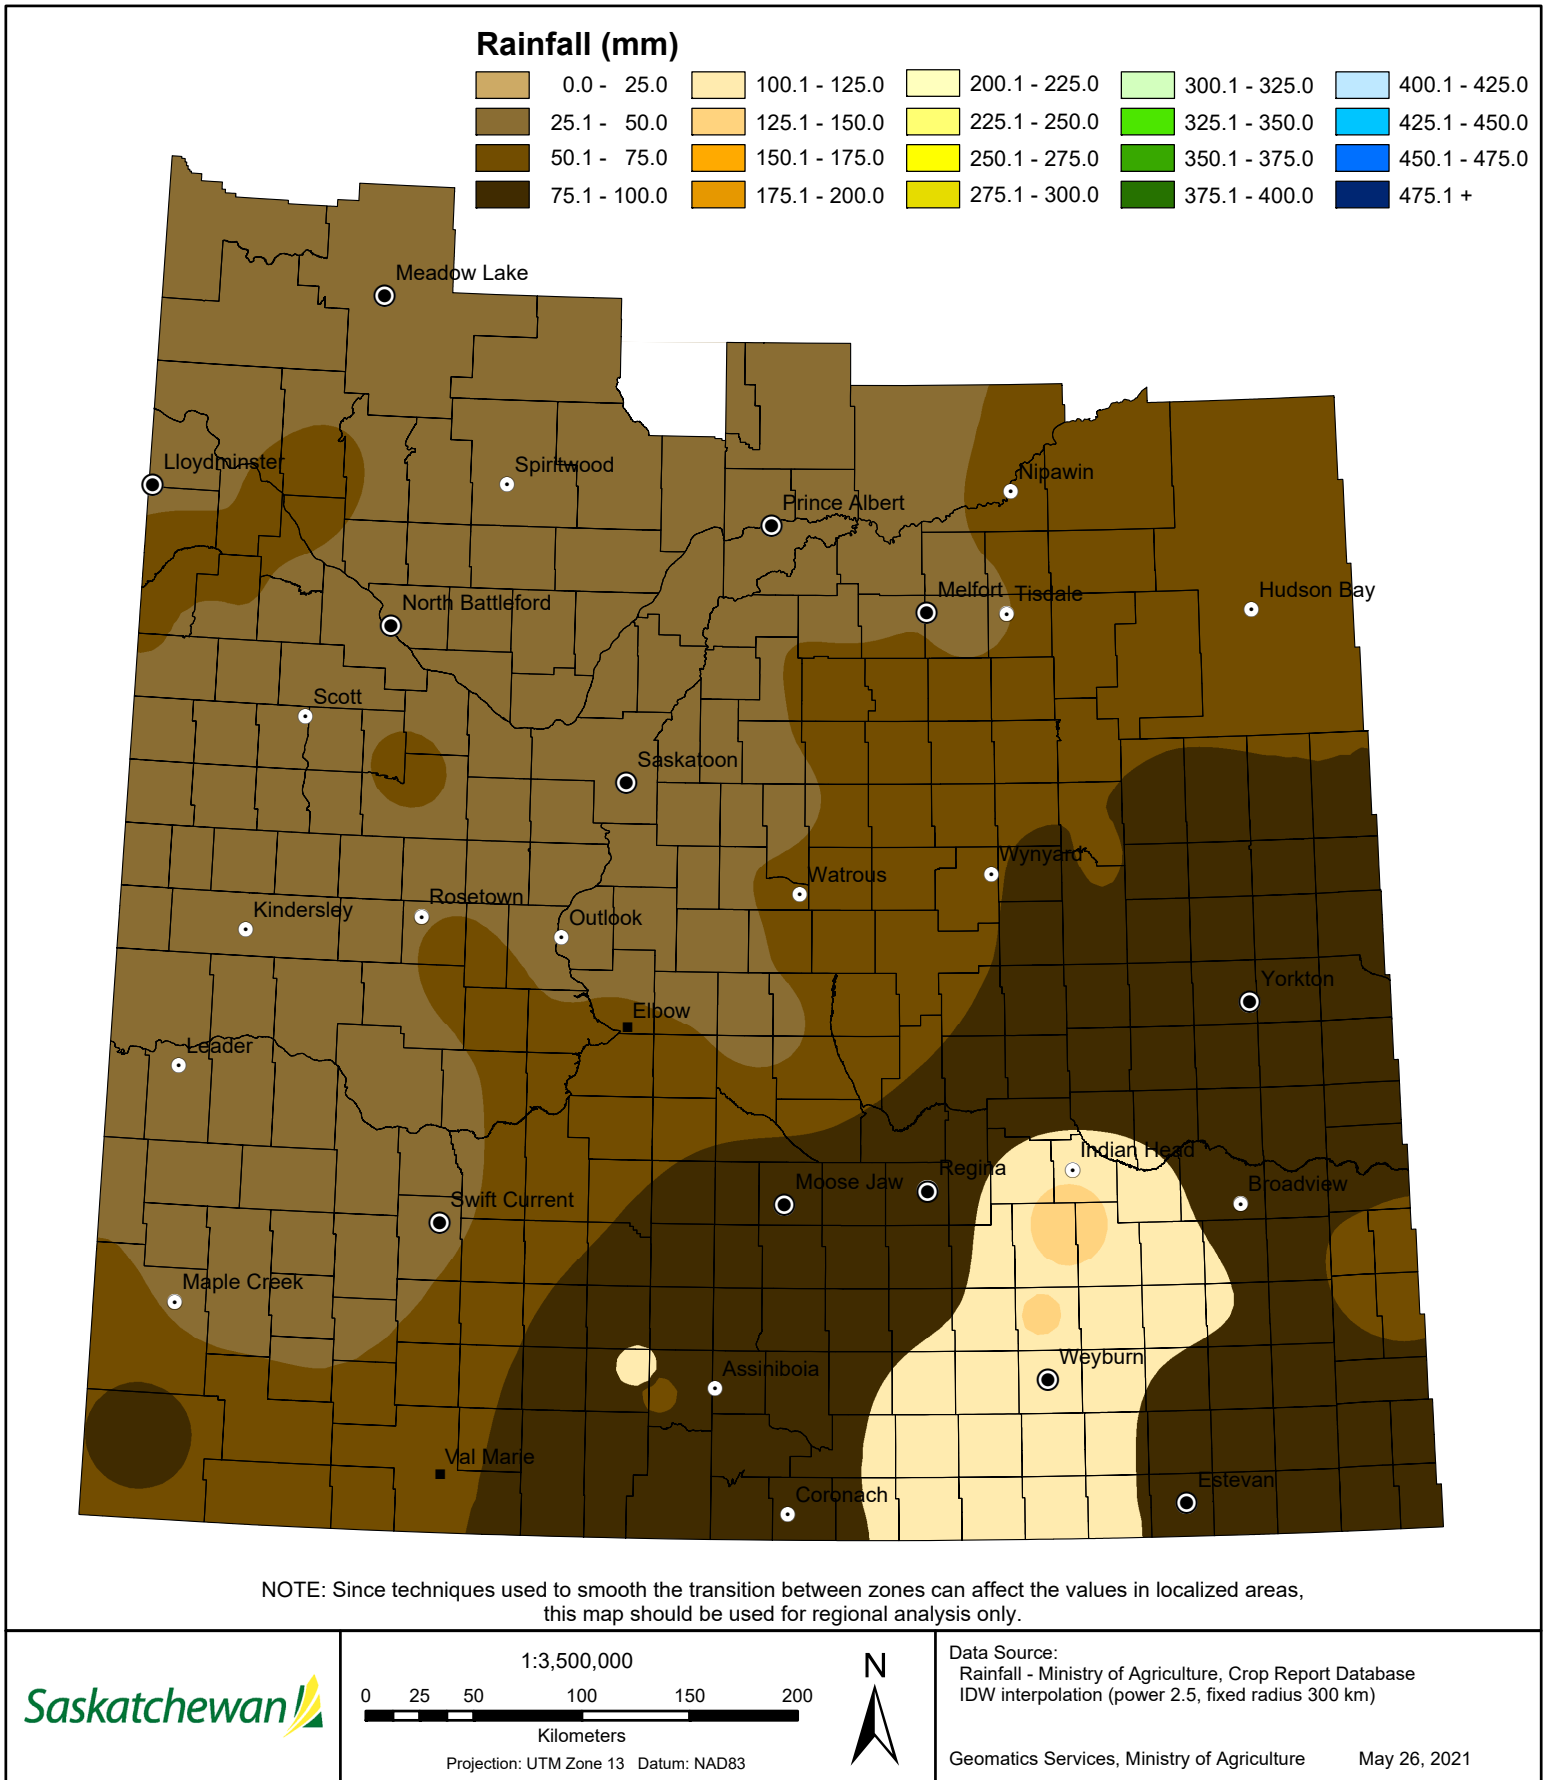 Rainfall (mm)
0.0 - 25.0
25.1 - 50.0
50.1 - 75.0
75.1 - 100.0
100.1 - 125.0
125.1 - 150.0
150.1 - 175.0
175.1 - 200.0
200.1 - 225.0
225.1 - 250.0
250.1 - 275.0
275.1 - 300.0
300.1 - 325.0
325.1 - 350.0
350.1 - 375.0
375.1 - 400.0
400.1 - 425.0
425.1 - 450.0
450.1 - 475.0
475.1 +
Meadow Lake
Lloydminster
Spiritwood
Nipawin
Prince Albert
North Battleford
Melfort
Tisdale
Hudson Bay
Scott
Saskatoon
Wynyard
Watrous
Rosetown
Kindersley
Outlook
Yorkton
Elbow
Leader
Indian Head
Regina
Moose Jaw
Broadview
Swift Current
Maple Creek
Weyburn
Assiniboia
Val Marie
Estevan
Coronach
NOTE: Since techniques used to smooth the transition between zones can affect the values in localized areas,
this map should be used for regional analysis only.
Saskatchewan
1:3,500,000
0 25 50 100 150 200
Kilometers
Projection: UTM Zone 13 Datum: NAD83
N
Data Source:
Rainfall - Ministry of Agriculture, Crop Report Database
IDW interpolation (power 2.5, fixed radius 300 km)
Geomatics Services, Ministry of Agriculture May 26, 2021